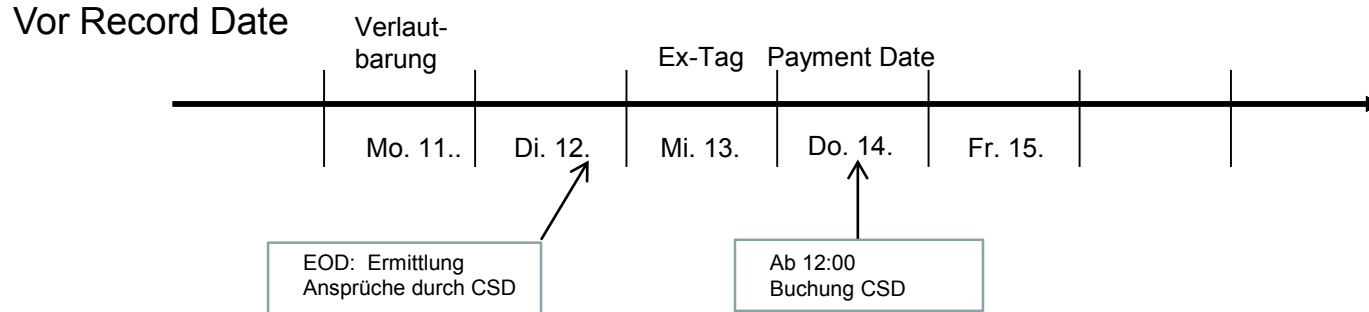 Vor Record Date
Verlaut-
barung
Ex-Tag
Payment Date
Mo. 11..
Di. 12.
Mi. 13.
Do. 14.
Fr. 15.
EOD:  Ermittlung
Ansprüche durch CSD
Ab 12:00
Buchung CSD